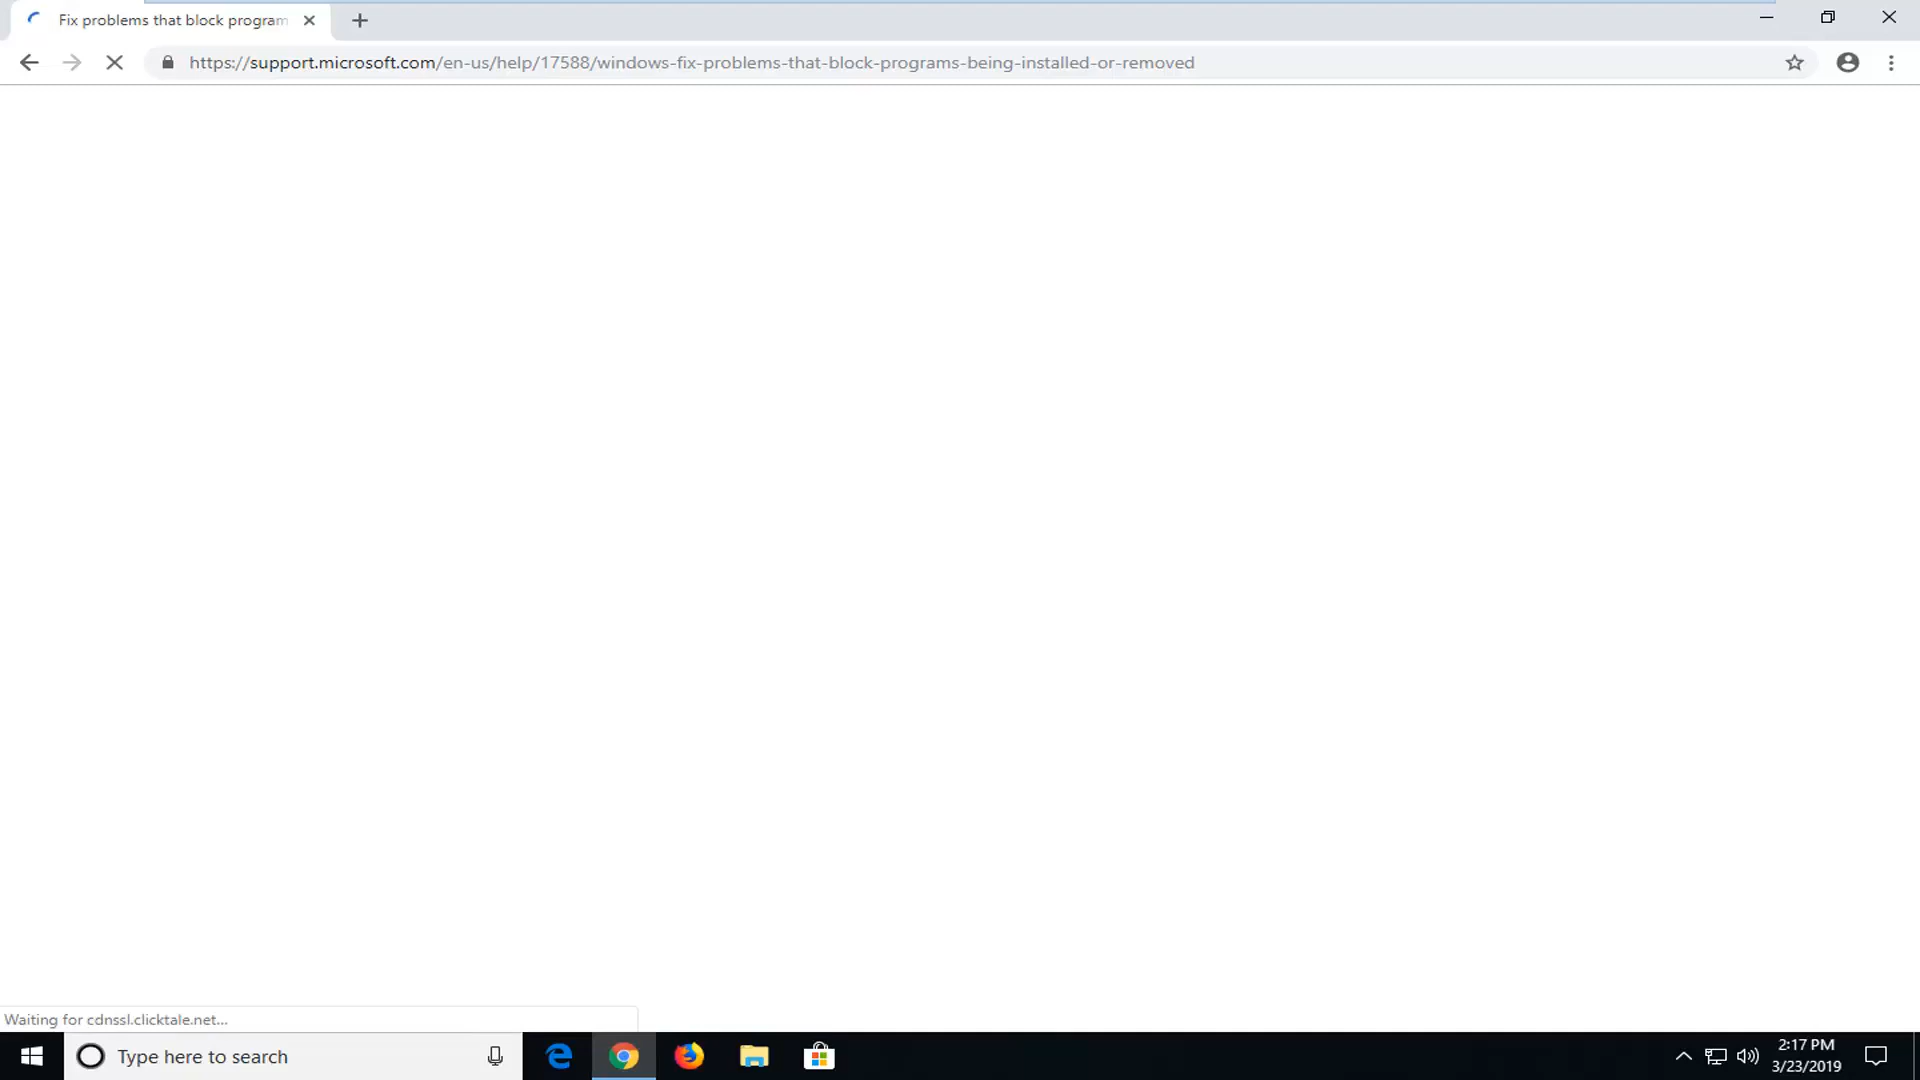 Fix problems that block program
https://support.microsoft.com/en-us/help/17588/windows-fix-problems-that-block-programs-being-installed-or-removed
Waiting for cdnssl.clicktale.net...
Type here to search
2:17 PM
3/23/2019